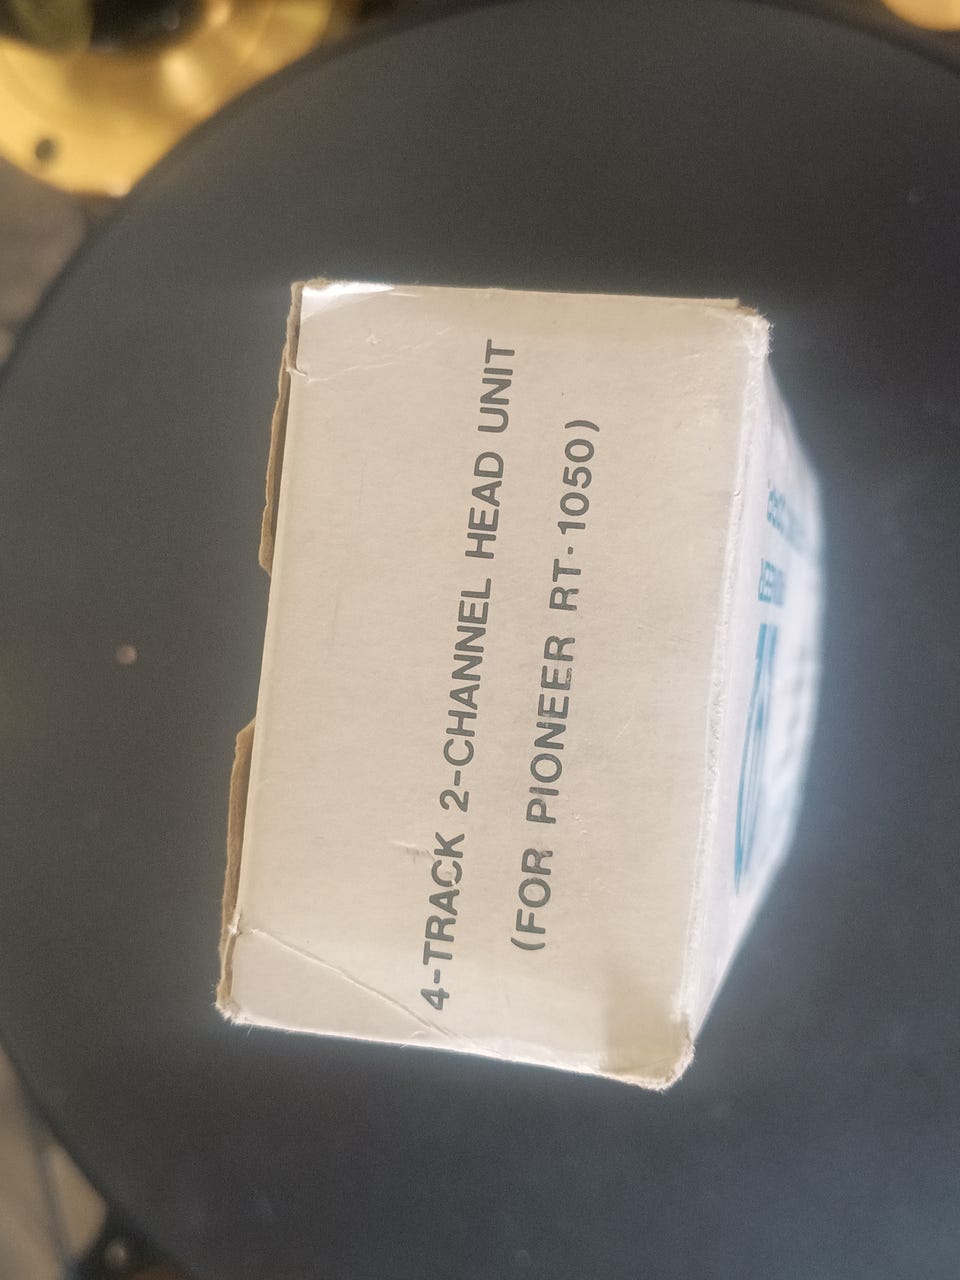 4-TRACK 2-CHANNEL HEAD UNIT
(FOR PIONEER RT-1050)